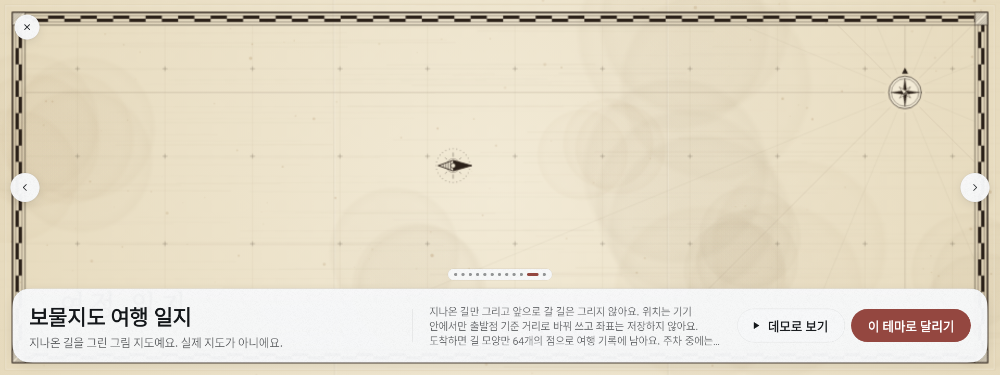 보물지도 여행 일지
지나온 길을 그린 그림 지도예요. 실제 지도가 아니에요.
지나온 길만 그리고 앞으로 갈 길은 그리지 않아요. 위치는 기기
안에서만 출발점 기준 거리로 바꿔 쓰고 좌표는 저장하지 않아요.
도착하면 길 모양만 64개의 점으로 여행 기록에 남아요. 주차 중에는...
데모로 보기
이 테마로 달리기